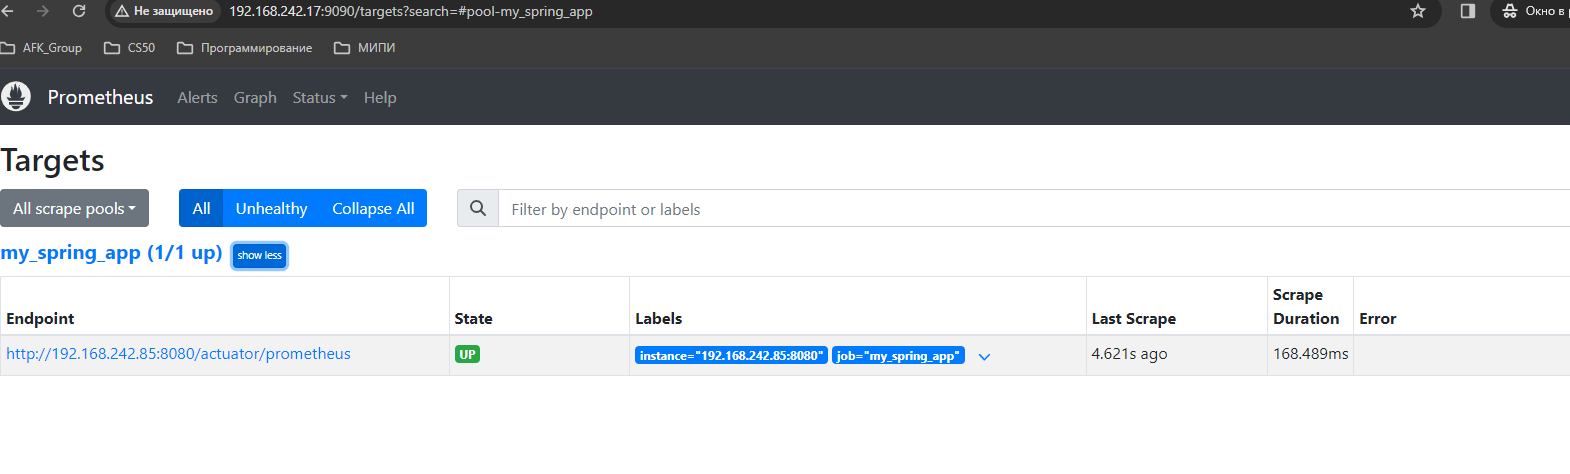 Не защищено 192.168.242.17:9090/targets?search=#pool-my_spring_app Окно в
AFK_Group CS50 Программирование МИПИ
Prometheus Alerts Graph Status Help
Targets
All scrape pools All Unhealthy Collapse All Filter by endpoint or labels
my_spring_app (1/1 up) show less
Endpoint State Labels Last Scrape Scrape Duration Error
http://192.168.242.85:8080/actuator/prometheus UP instance="192.168.242.85:8080" job="my_spring_app" 4.621s ago 168.489ms